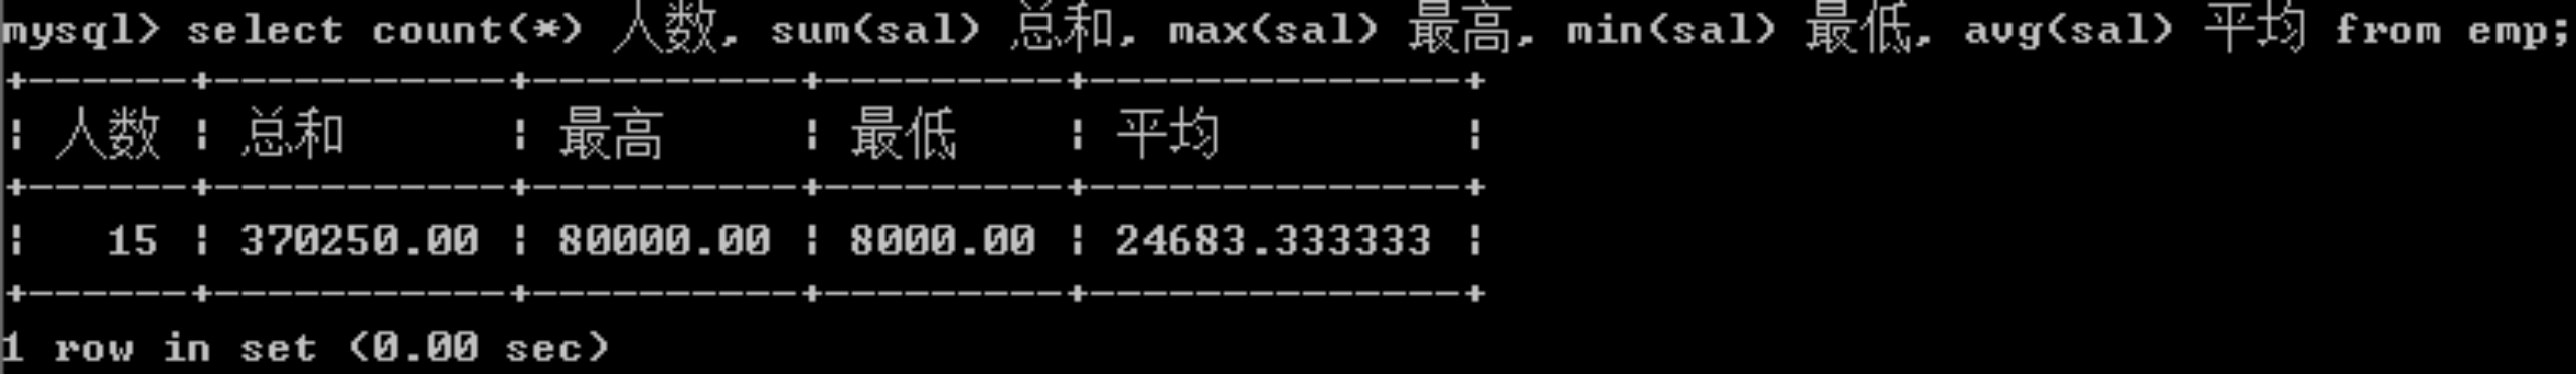 mysql> select count(*) 人数, sum(sal) 总和, max(sal) 最高, min(sal) 最低, avg(sal) 平均 from emp;
+------+-----------+----------+---------+--------------+
| 人数 | 总和      | 最高     | 最低    | 平均         |
+------+-----------+----------+---------+--------------+
|   15 | 370250.00 | 80000.00 | 8000.00 | 24683.333333 |
+------+-----------+----------+---------+--------------+
1 row in set (0.00 sec)